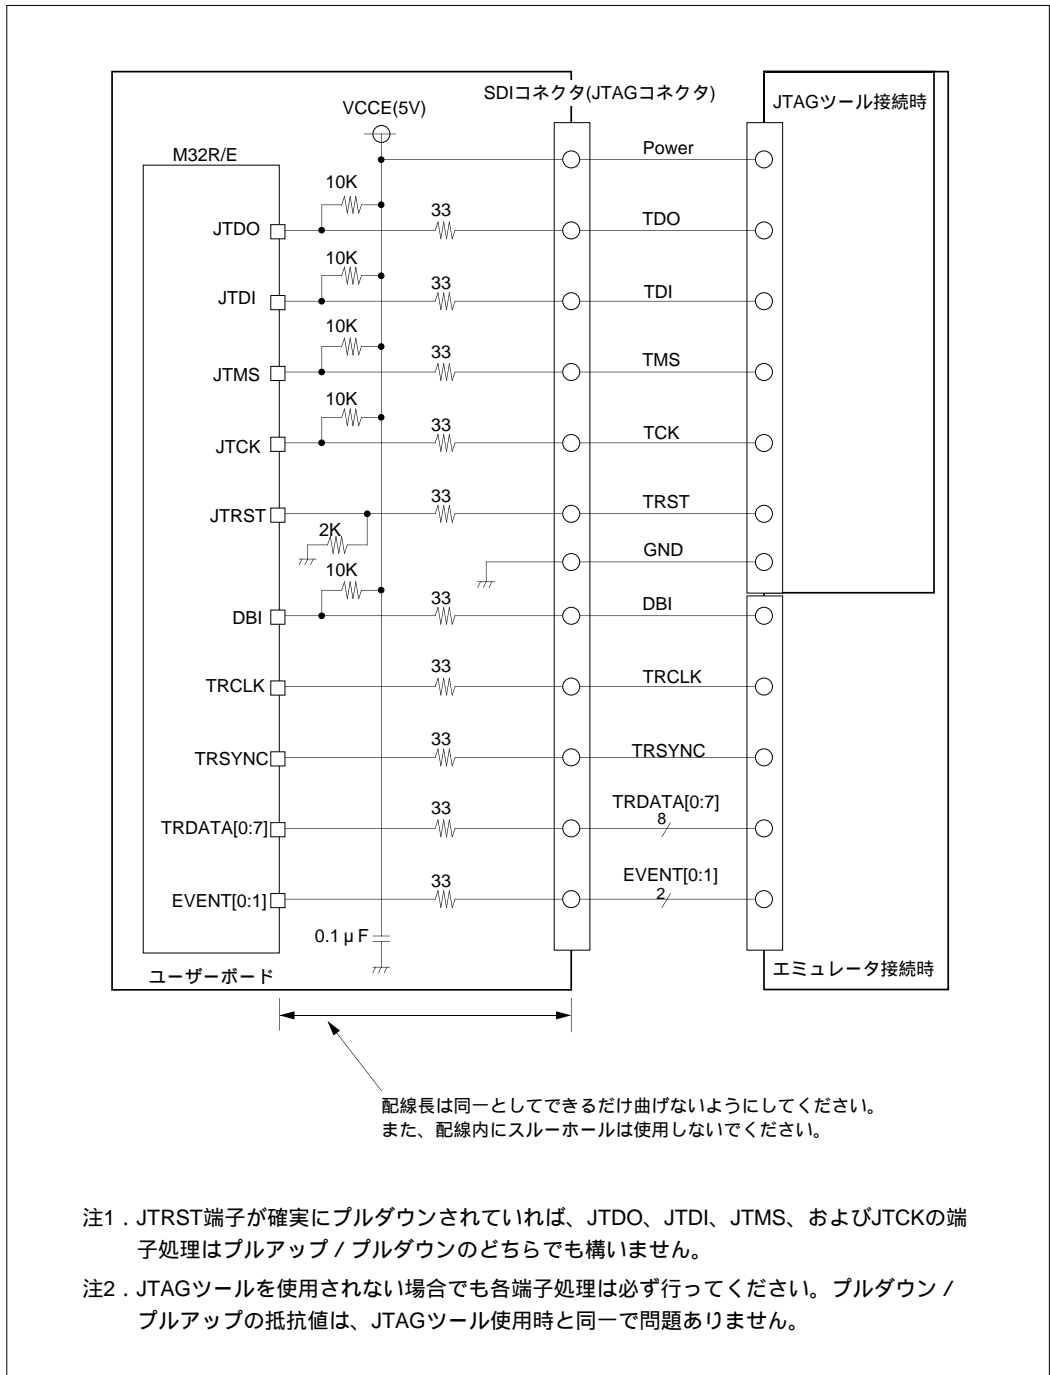 SDIコネクタ(JTAGコネクタ)
JTAGツール接続時
VCCE(5V)
M32R/E
Power
10K
JTDO
33
TDO
10K
JTDI
33
TDI
10K
JTMS
33
TMS
10K
JTCK
33
TCK
JTRST
33
TRST
2K
GND
10K
DBI
33
DBI
TRCLK
33
TRCLK
TRSYNC
33
TRSYNC
TRDATA[0:7]
33
TRDATA[0:7]
8
EVENT[0:1]
33
EVENT[0:1]
2
0.1 μ F
ユーザーボード
エミュレータ接続時
配線長は同一としてできるだけ曲げないようにしてください。
また、配線内にスルーホールは使用しないでください。
注1．JTRST端子が確実にプルダウンされていれば、JTDO、JTDI、JTMS、およびJTCKの端
子処理はプルアップ / プルダウンのどちらでも構いません。
注2．JTAGツールを使用されない場合でも各端子処理は必ず行ってください。プルダウン /
プルアップの抵抗値は、JTAGツール使用時と同一で問題ありません。